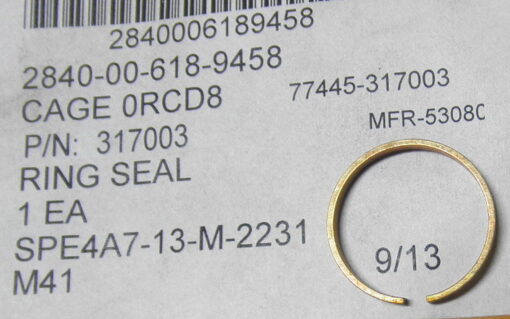 2840006189458
2840-00-618-9458
CAGE 0RCD8
77445-317003
P/N: 317003
MFR-53080
RING SEAL
1 EA
SPE4A7-13-M-2231
9/13
M41